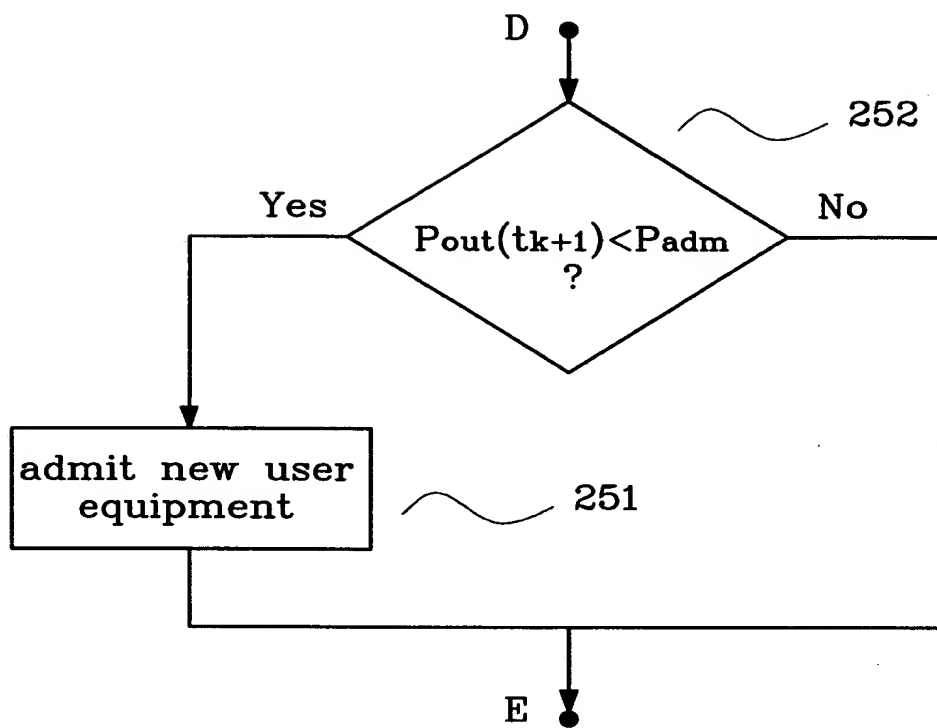 D
252
Yes
No
Pout(tk+1)<Padm
?
admit new user
equipment
251
E